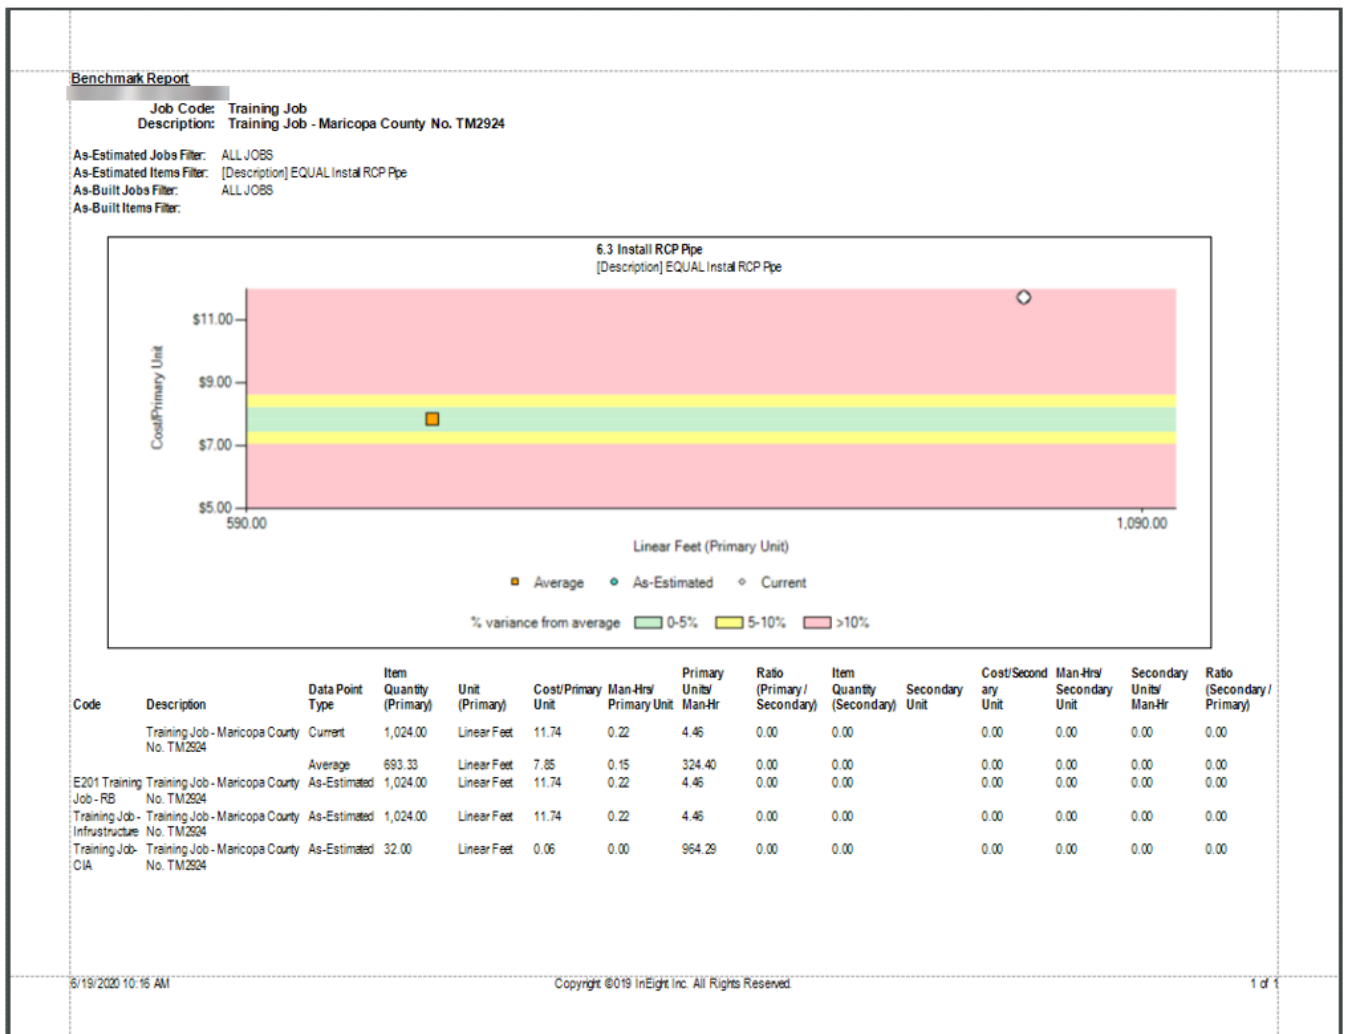 Benchmark Report
Job Code: Training Job
Description: Training Job - Maricopa County No. TM2924
As-Estimated Jobs Filter: ALL JOBS
As-Estimated Items Filter: [Description] EQUAL Install RCP Pipe
As-Built Jobs Filter: ALL JOBS
As-Built Items Filter:
6.3 Install RCP Pipe
[Description] EQUAL Install RCP Pipe
$11.00
$9.00
$7.00
$5.00
Cost/Primary Unit
590.00 1,090.00
Linear Feet (Primary Unit)
Average As-Estimated Current
% variance from average 0-5% 5-10% >10%
Item Primary Ratio Item Cost/Second Man-Hrs/ Secondary Ratio
Data Point Quantity Unit Cost/Primary Man-Hrs/ Units/ (Primary / Quantity Secondary ary Secondary Units/ (Secondary /
Code Description Type (Primary) (Primary) Unit Primary Unit Man-Hr Secondary) (Secondary) Unit Unit Unit Man-Hr Primary)
Training Job - Maricopa County Current 1,024.00 Linear Feet 11.74 0.22 4.46 0.00 0.00 0.00 0.00 0.00 0.00
No. TM2924
Average 693.33 Linear Feet 7.85 0.15 324.40 0.00 0.00 0.00 0.00 0.00 0.00
E201 Training Training Job - Maricopa County As-Estimated 1,024.00 Linear Feet 11.74 0.22 4.46 0.00 0.00 0.00 0.00 0.00 0.00
Job - RB No. TM2924
Training Job - Training Job - Maricopa County As-Estimated 1,024.00 Linear Feet 11.74 0.22 4.46 0.00 0.00 0.00 0.00 0.00 0.00
Infrustructure No. TM2924
Training Job- Training Job - Maricopa County As-Estimated 32.00 Linear Feet 0.06 0.00 964.29 0.00 0.00 0.00 0.00 0.00 0.00
CIA No. TM2924
6/19/2020 10:16 AM Copyright ©019 InEight Inc. All Rights Reserved. 1 of 1